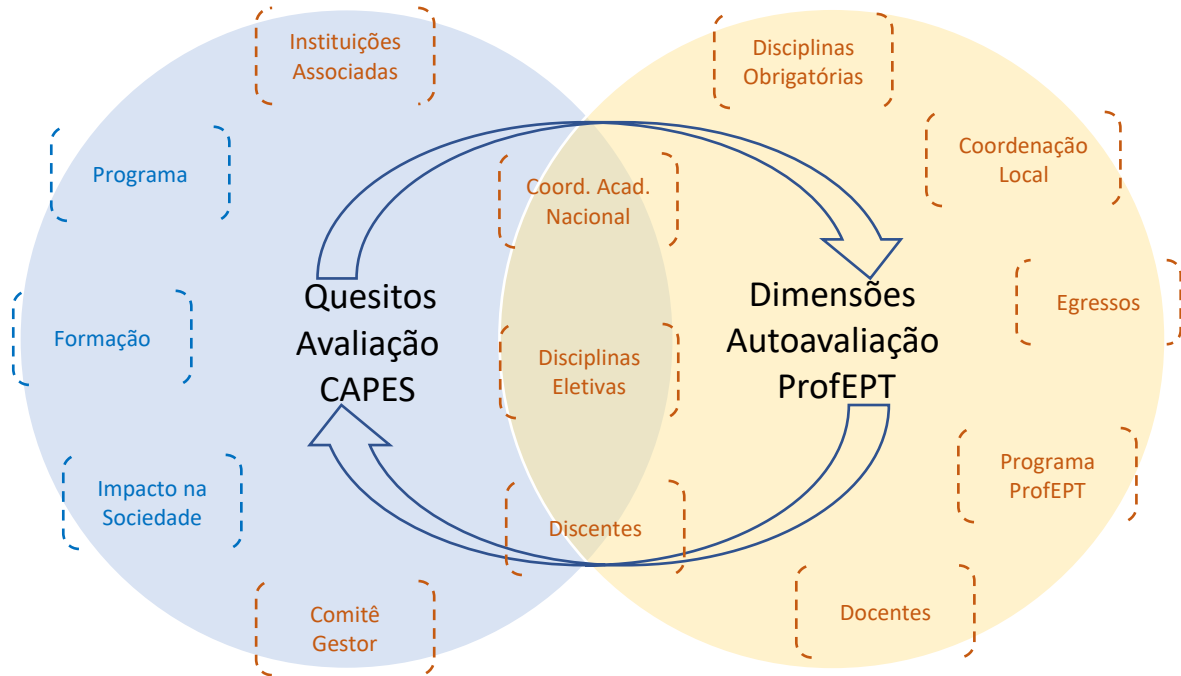 Instituições
Associadas
Disciplinas
Obrigatórias
Programa
Coord. Acad.
Nacional
Coordenação
Local
Formação
Quesitos
Avaliação
CAPES
Disciplinas
Eletivas
Dimensões
Autoavaliação
ProfEPT
Egressos
Impacto na
Sociedade
Discentes
Programa
ProfEPT
Comitê
Gestor
Docentes